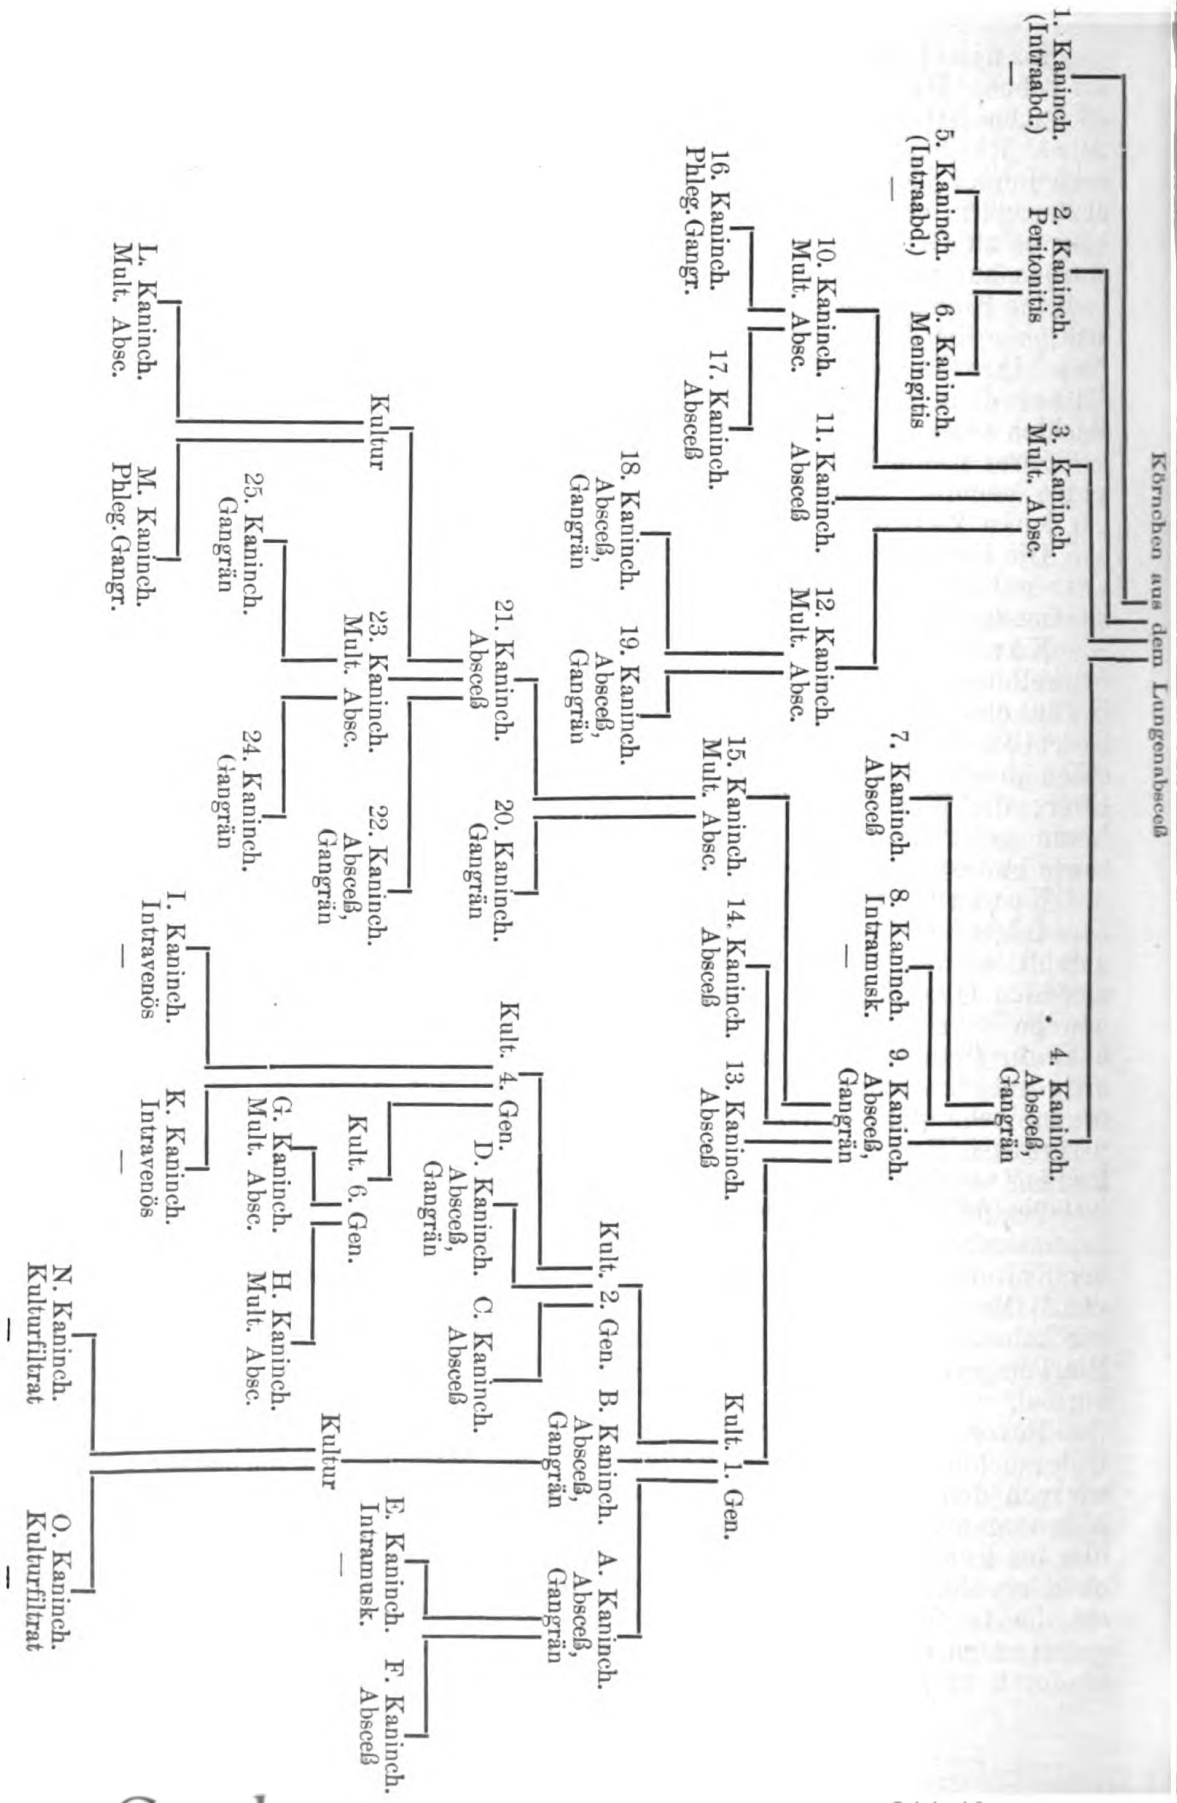 Körnchen aus dem Lungenabsceß
1. Kaninch.
(Intraabd.)
—
2. Kaninch.
Peritonitis
3. Kaninch.
Mult. Absc.
4. Kaninch.
Absceß,
Gangrän
5. Kaninch.
(Intraabd.)
—
6. Kaninch.
Meningitis
7. Kaninch.
Absceß
8. Kaninch.
Intramusk.
—
9. Kaninch.
Absceß,
Gangrän
10. Kaninch.
Mult. Absc.
11. Kaninch.
Absceß
12. Kaninch.
Mult. Absc.
15. Kaninch.
Mult. Absc.
14. Kaninch.
Absceß
13. Kaninch.
Absceß
Kult. 1. Gen.
16. Kaninch.
Phleg. Gangr.
17. Kaninch.
Absceß
18. Kaninch.
Absceß,
Gangrän
19. Kaninch.
Absceß,
Gangrän
Kult. 2. Gen.
B. Kaninch.
Absceß,
Gangrän
A. Kaninch.
Absceß,
Gangrän
21. Kaninch.
Absceß
20. Kaninch.
Gangrän
Kult. 4. Gen.
D. Kaninch.
Absceß,
Gangrän
C. Kaninch.
Absceß
Kultur
23. Kaninch.
Mult. Absc.
22. Kaninch.
Absceß,
Gangrän
Kult. 6. Gen.
Kultur
E. Kaninch.
Intramusk.
—
F. Kaninch.
Absceß
25. Kaninch.
Gangrän
24. Kaninch.
Gangrän
G. Kaninch.
Mult. Absc.
H. Kaninch.
Mult. Absc.
L. Kaninch.
Mult. Absc.
M. Kaninch.
Phleg. Gangr.
I. Kaninch.
Intravenös
—
K. Kaninch.
Intravenös
—
N. Kaninch.
Kulturfiltrat
—
O. Kaninch.
Kulturfiltrat
—